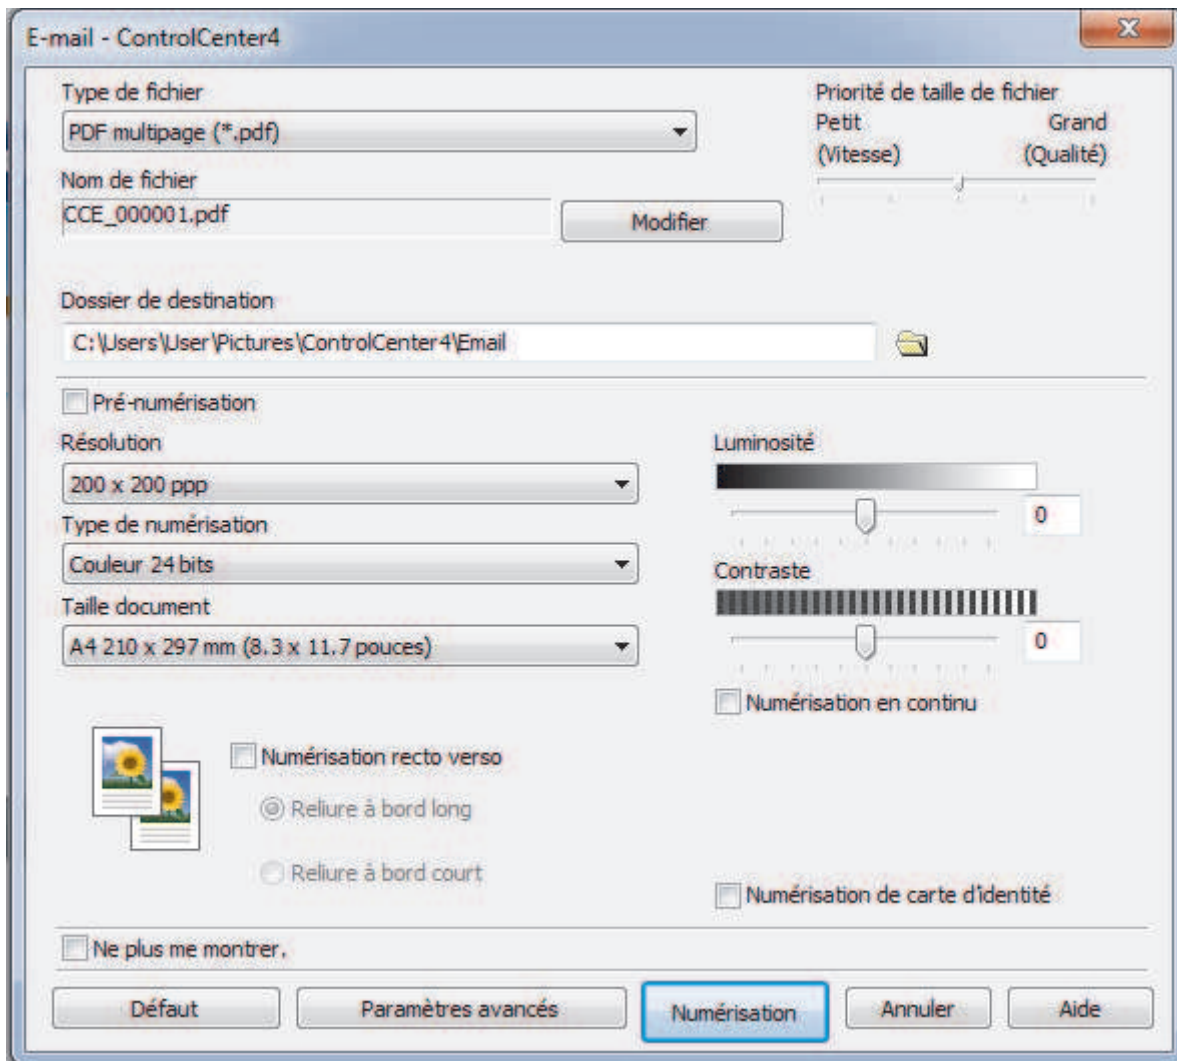 E-mail - ControlCenter4
Type de fichier
PDF multipage (*.pdf)
Priorité de taille de fichier
Petit Grand
(Vitesse) (Qualité)
Nom de fichier
CCE_000001.pdf
Modifier
Dossier de destination
C:\Users\User\Pictures\ControlCenter4\Email
Pré-numérisation
Résolution
200 x 200 ppp
Type de numérisation
Couleur 24 bits
Taille document
A4 210 x 297 mm (8.3 x 11.7 pouces)
Luminosité
0
Contraste
0
Numérisation en continu
Numérisation recto verso
Reliure à bord long
Reliure à bord court
Numérisation de carte d'identité
Ne plus me montrer.
Défaut Paramètres avancés Numérisation Annuler Aide